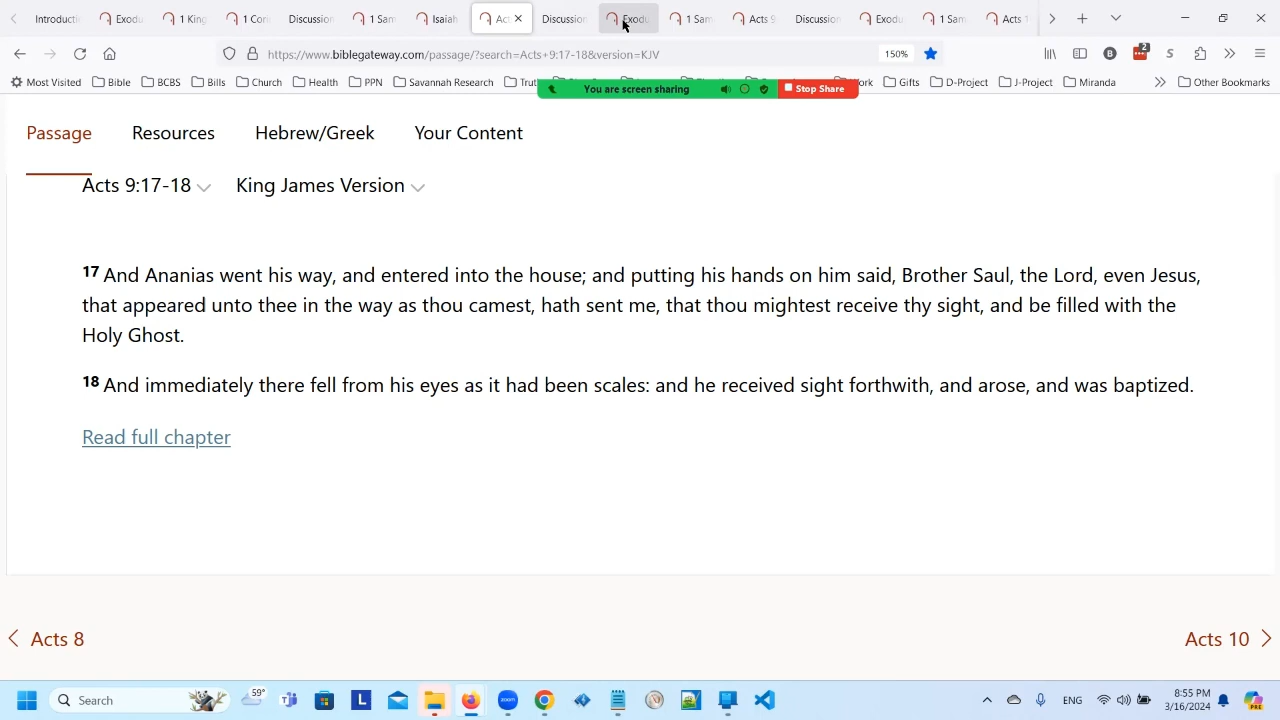 Introducti Exodu 1 King 1 Cori Discussion 1 Sam Isaiah Ac Discussion Exodu 1 Sam Acts 9 Discussion Exodu 1 Sam Acts 1
https://www.biblegateway.com/passage/?search=Acts+9:17-18&version=KJV 150% B 2 S
Most Visited Bible BCBS Bills Church Health PPN Savannah Research Trut ork Gifts D-Project J-Project Miranda Other Bookmarks
You are screen sharing Stop Share
Passage Resources Hebrew/Greek Your Content
Acts 9:17-18 King James Version
17 And Ananias went his way, and entered into the house; and putting his hands on him said, Brother Saul, the Lord, even Jesus,
that appeared unto thee in the way as thou camest, hath sent me, that thou mightest receive thy sight, and be filled with the
Holy Ghost.
18 And immediately there fell from his eyes as it had been scales: and he received sight forthwith, and arose, and was baptized.
Read full chapter
Acts 8 Acts 10
Search 59° L zoom ENG 8:55 PM
3/16/2024